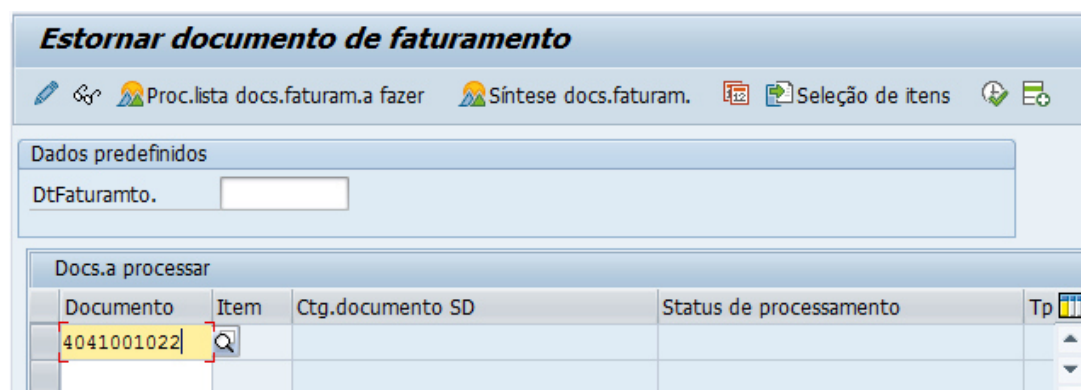 Estornar documento de faturamento
Proc.lista docs.faturam.a fazer Síntese docs.faturam. 12 Seleção de itens
Dados predefinidos
DtFaturamto.
Docs.a processar
Documento Item Ctg.documento SD Status de processamento Tp
4041001022